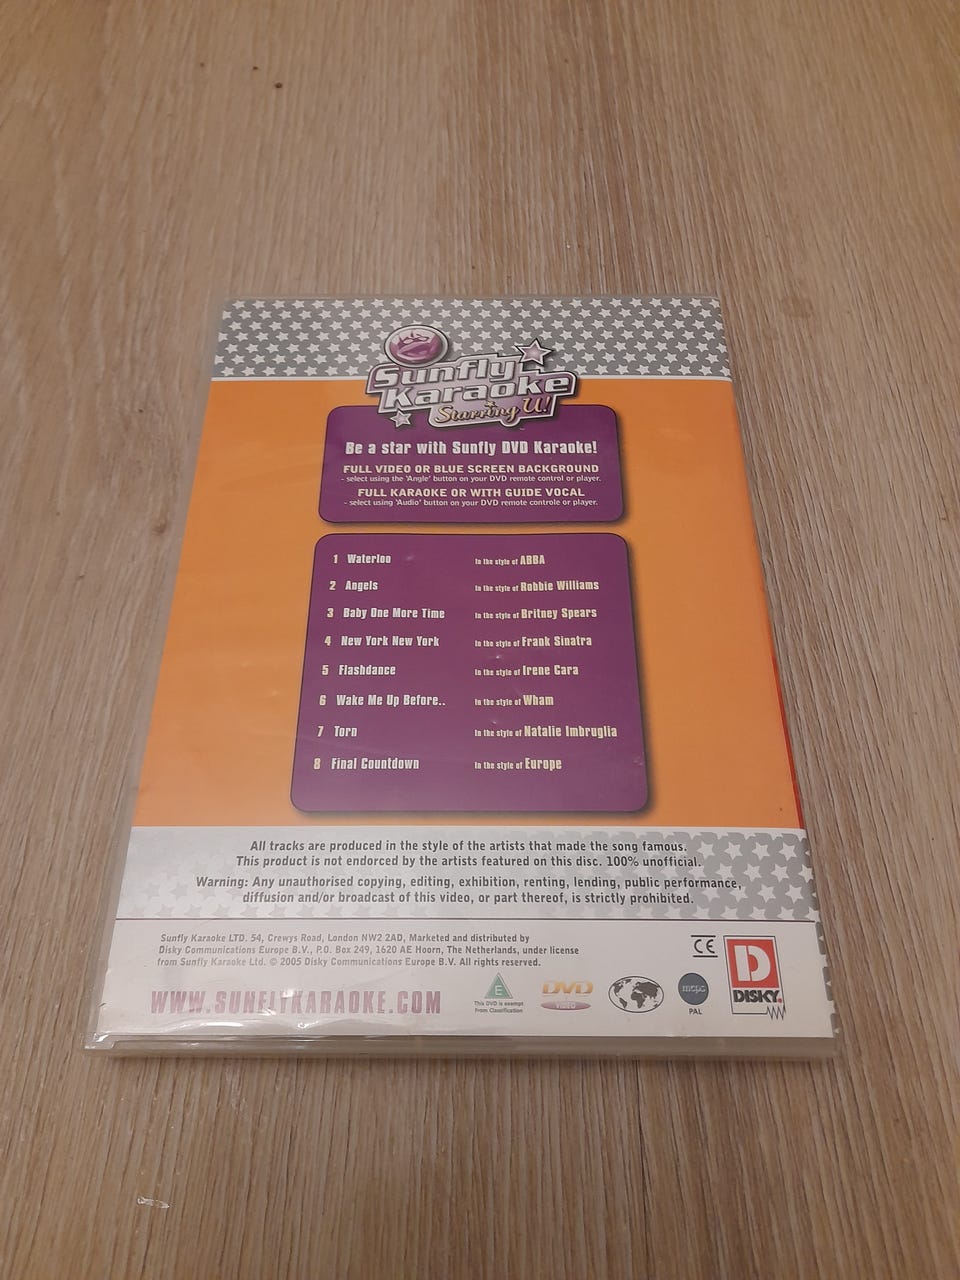 Sunfly
Karaoke
Starring U!
Be a star with Sunfly DVD Karaoke!
FULL VIDEO OR BLUE SCREEN BACKGROUND
- select using the 'Angle' button on your DVD remote control or player.
FULL KARAOKE OR WITH GUIDE VOCAL
- select using 'Audio' button on your DVD remote controle or player.
1 Waterloo In the style of ABBA
2 Angels In the style of Robbie Williams
3 Baby One More Time In the style of Britney Spears
4 New York New York In the style of Frank Sinatra
5 Flashdance In the style of Irene Cara
6 Wake Me Up Before.. In the style of Wham
7 Torn In the style of Natalie Imbruglia
8 Final Countdown In the style of Europe
All tracks are produced in the style of the artists that made the song famous.
This product is not endorced by the artists featured on this disc. 100% unofficial.
Warning: Any unauthorised copying, editing, exhibition, renting, lending, public performance,
diffusion and/or broadcast of this video, or part thereof, is strictly prohibited.
Sunfly Karaoke LTD. 54, Crewys Road, London NW2 2AD, Marketed and distributed by
Disky Communications Europe B.V., P.O. Box 249, 1620 AE Hoorn, The Netherlands, under license
from Sunfly Karaoke Ltd. © 2005 Disky Communications Europe B.V. All rights reserved.
WWW.SUNFLYKARAOKE.COM
E
This DVD is exempt
From Classification
DVD
VIDEO
mcps
PAL
CE
D
DISKY.